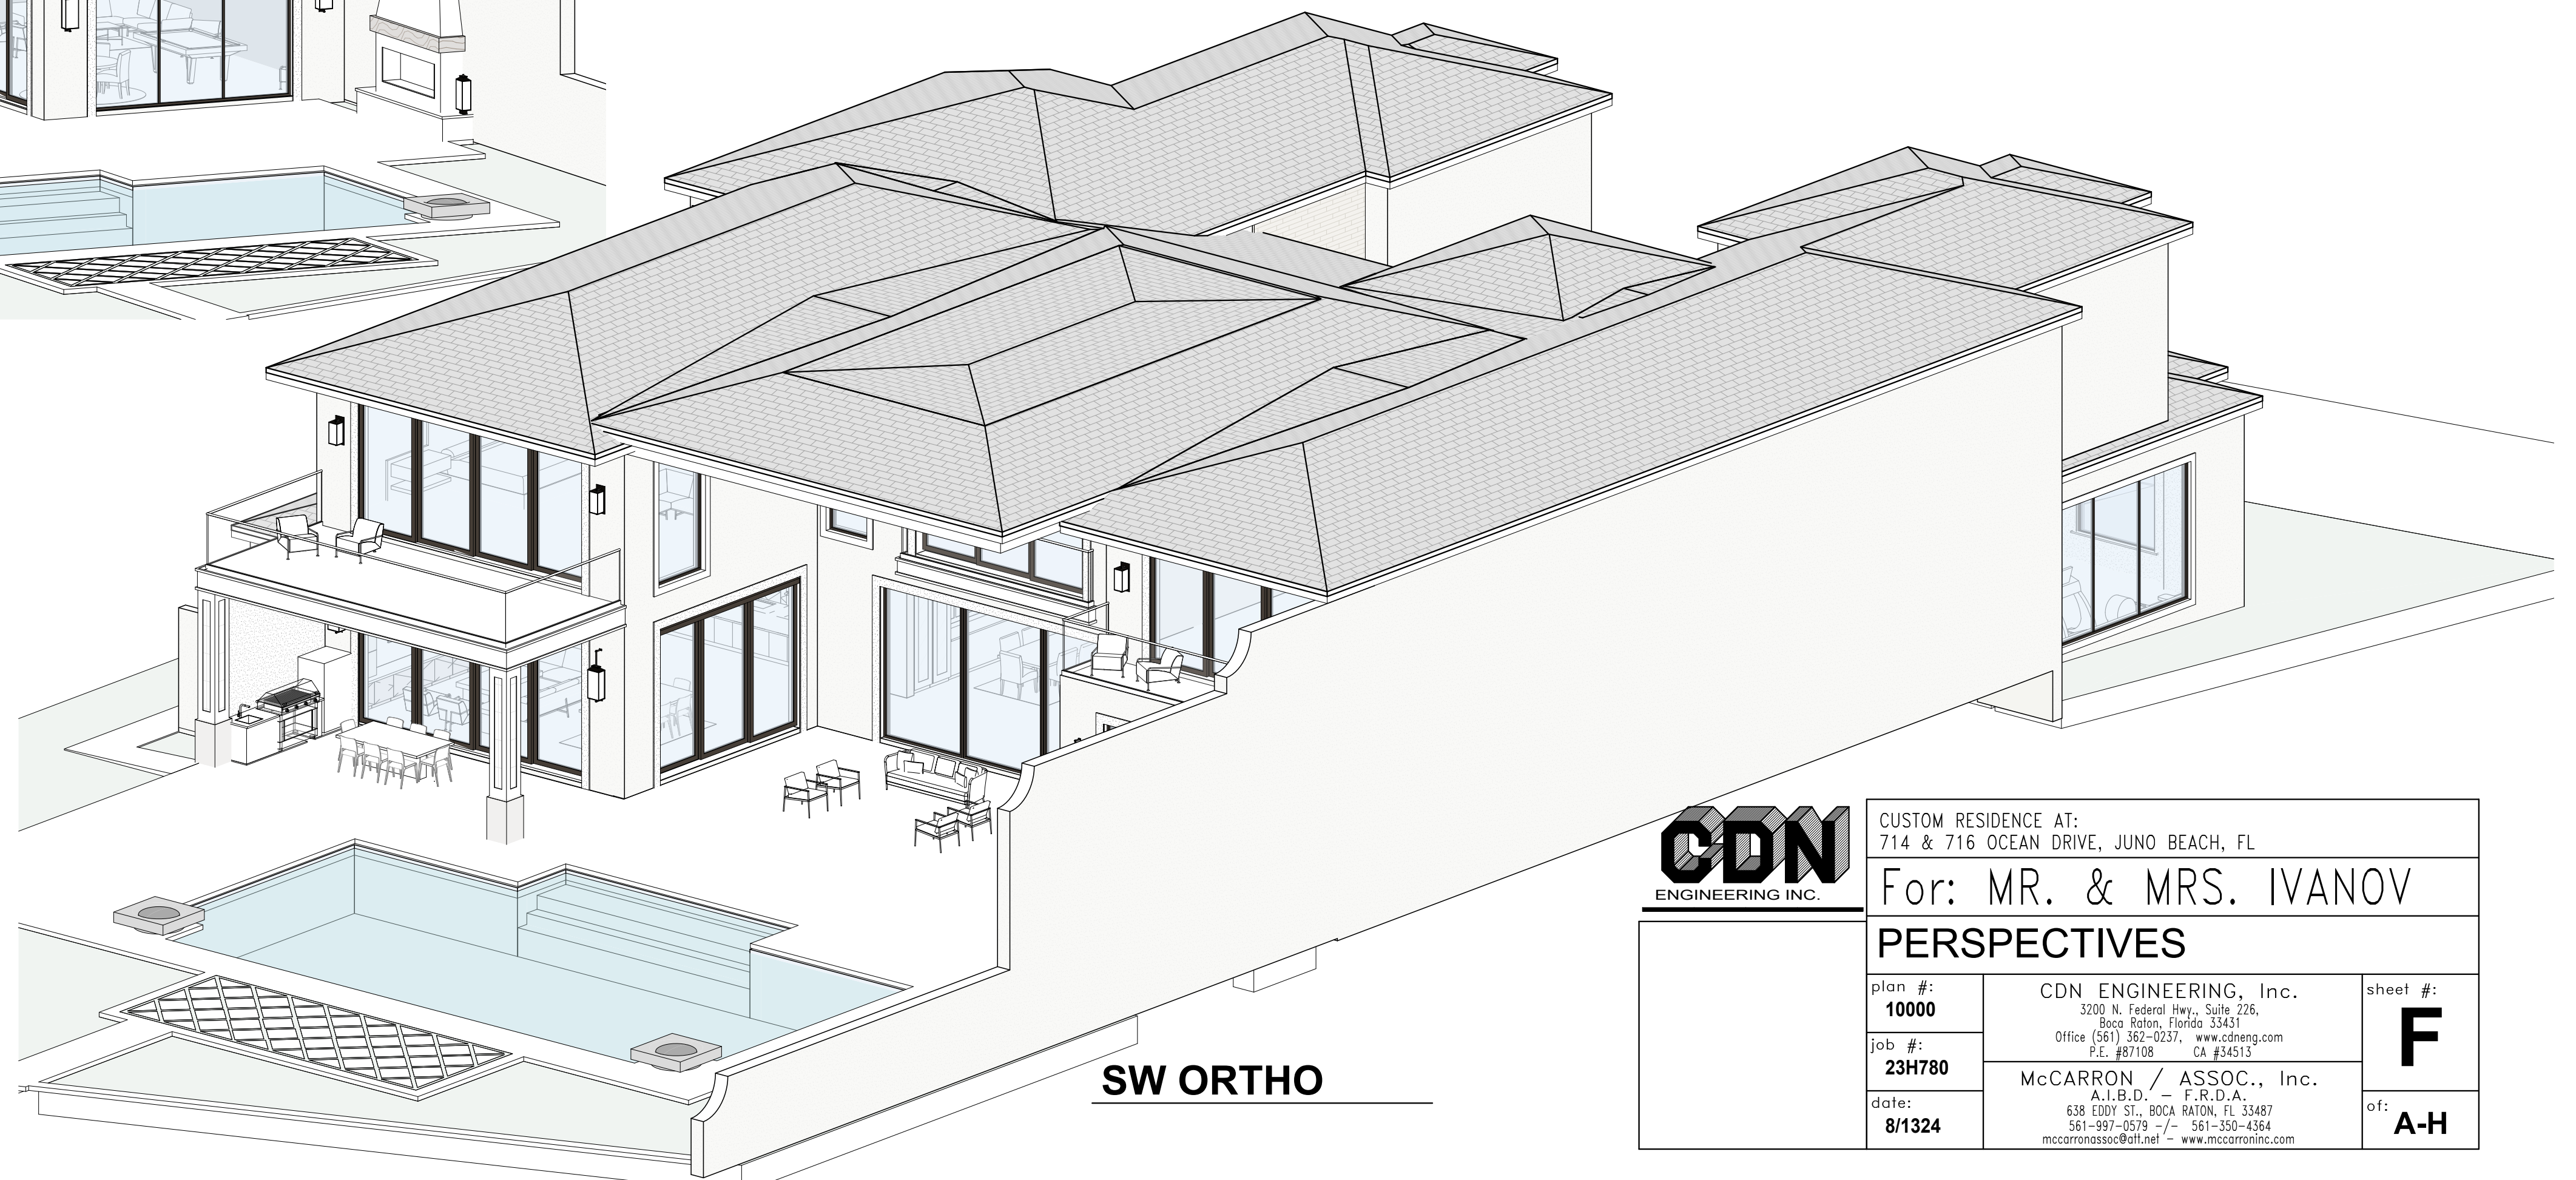 SW ORTHO
CDN
ENGINEERING INC.
CUSTOM RESIDENCE AT:
714 & 716 OCEAN DRIVE, JUNO BEACH, FL
For: MR. & MRS. IVANOV
PERSPECTIVES
plan #:
10000
job #:
23H780
date:
8/1324
CDN ENGINEERING, Inc.
3200 N. Federal Hwy., Suite 226,
Boca Raton, Florida 33431
Office (561) 362-0237, www.cdneng.com
P.E. #87108 CA #34513
McCARRON / ASSOC., Inc.
A.I.B.D. - F.R.D.A.
638 EDDY ST., BOCA RATON, FL 33487
561-997-0579 -/- 561-350-4364
mccarronassoc@att.net - www.mccarroninc.com
sheet #:
F
of:
A-H